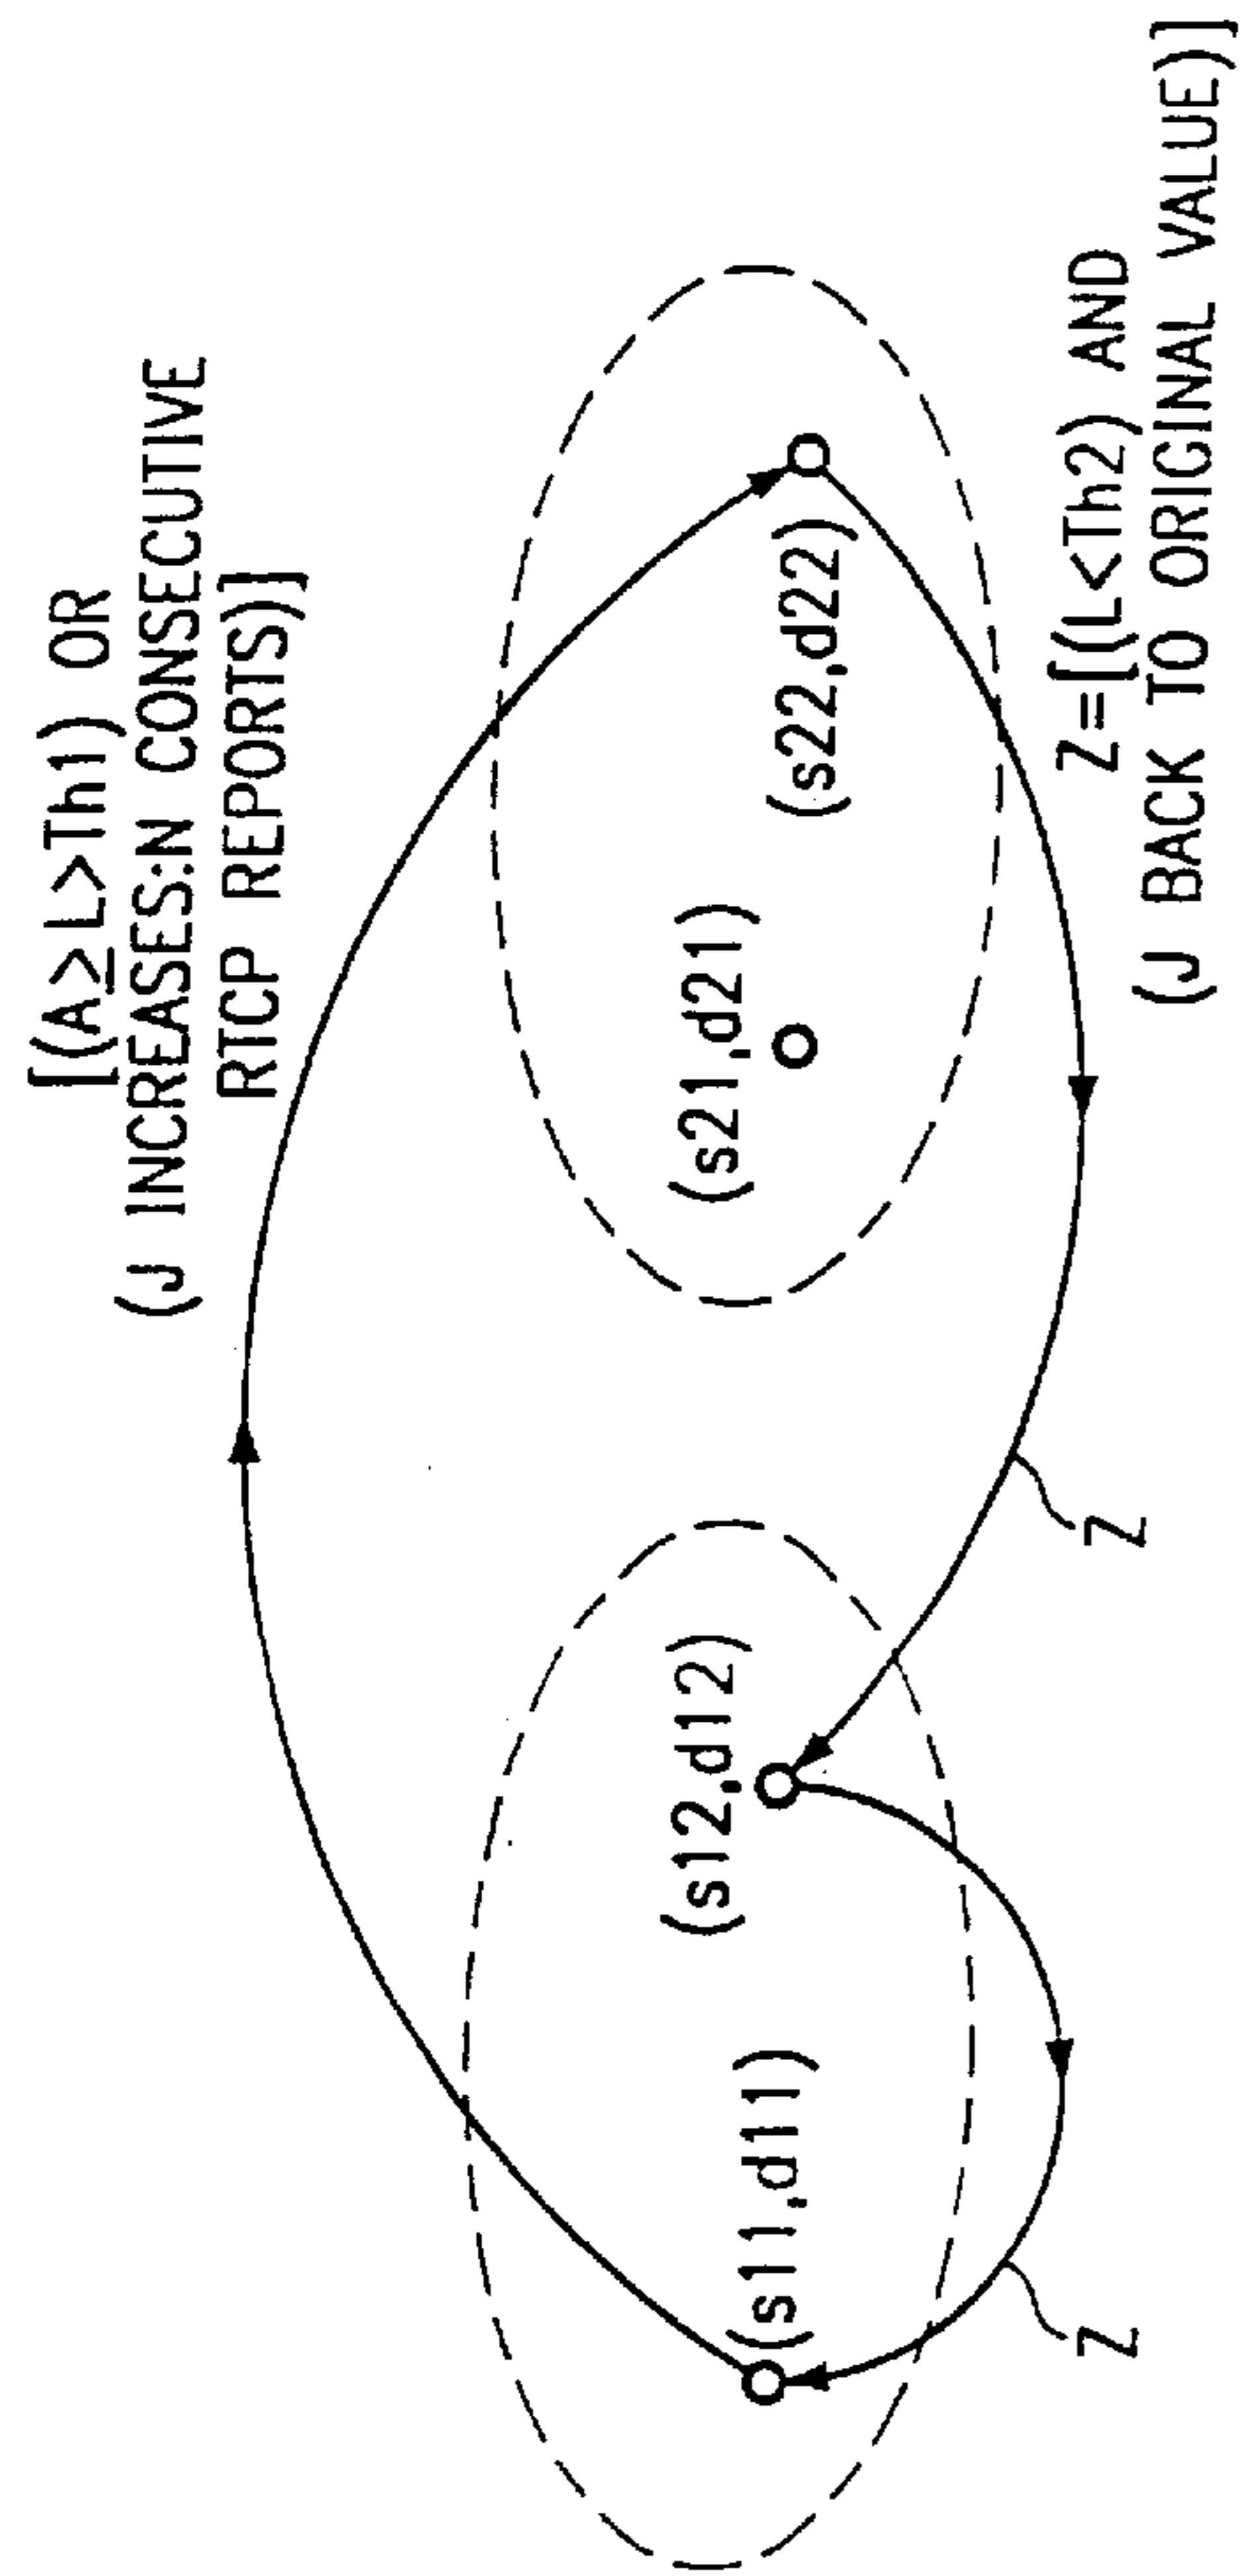 [(A≥L>Th1) OR
(J INCREASES:N CONSECUTIVE
RTCP REPORTS)]
(s11,d11)
(s12,d12)
(s21,d21)
(s22,d22)
Z
Z
Z=[(L<Th2) AND
(J BACK TO ORIGINAL VALUE)]